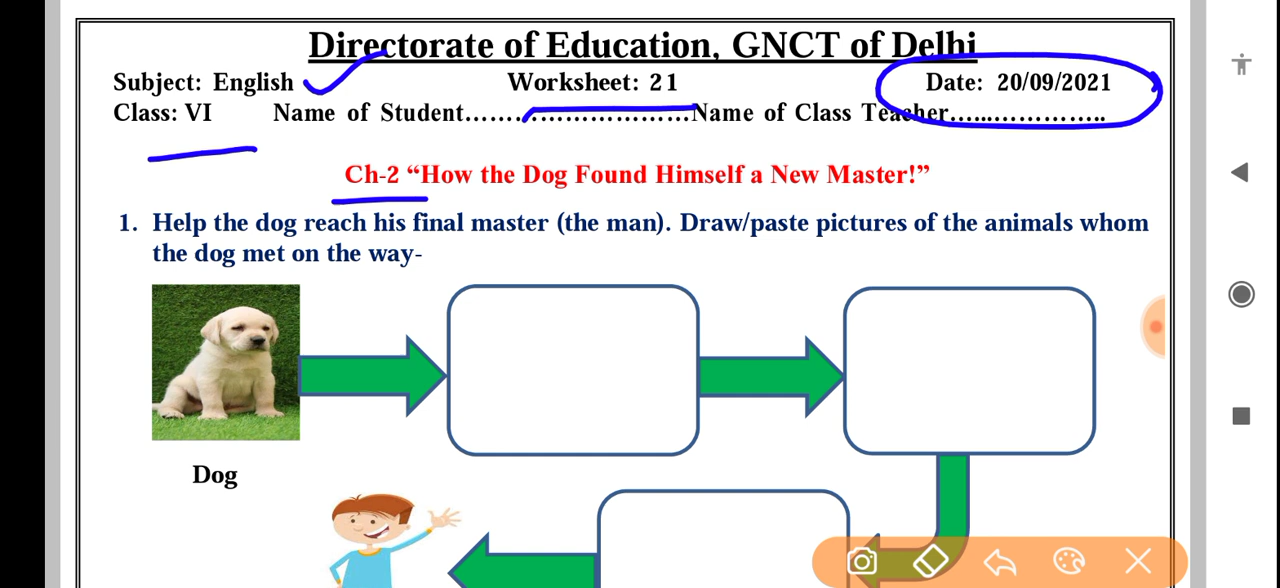 Directorate of Education, GNCT of Delhi
Subject: English Worksheet: 21 Date: 20/09/2021
Class: VI Name of Student.............................Name of Class Teacher...................
Ch-2 “How the Dog Found Himself a New Master!”
1. Help the dog reach his final master (the man). Draw/paste pictures of the animals whom
the dog met on the way-
Dog